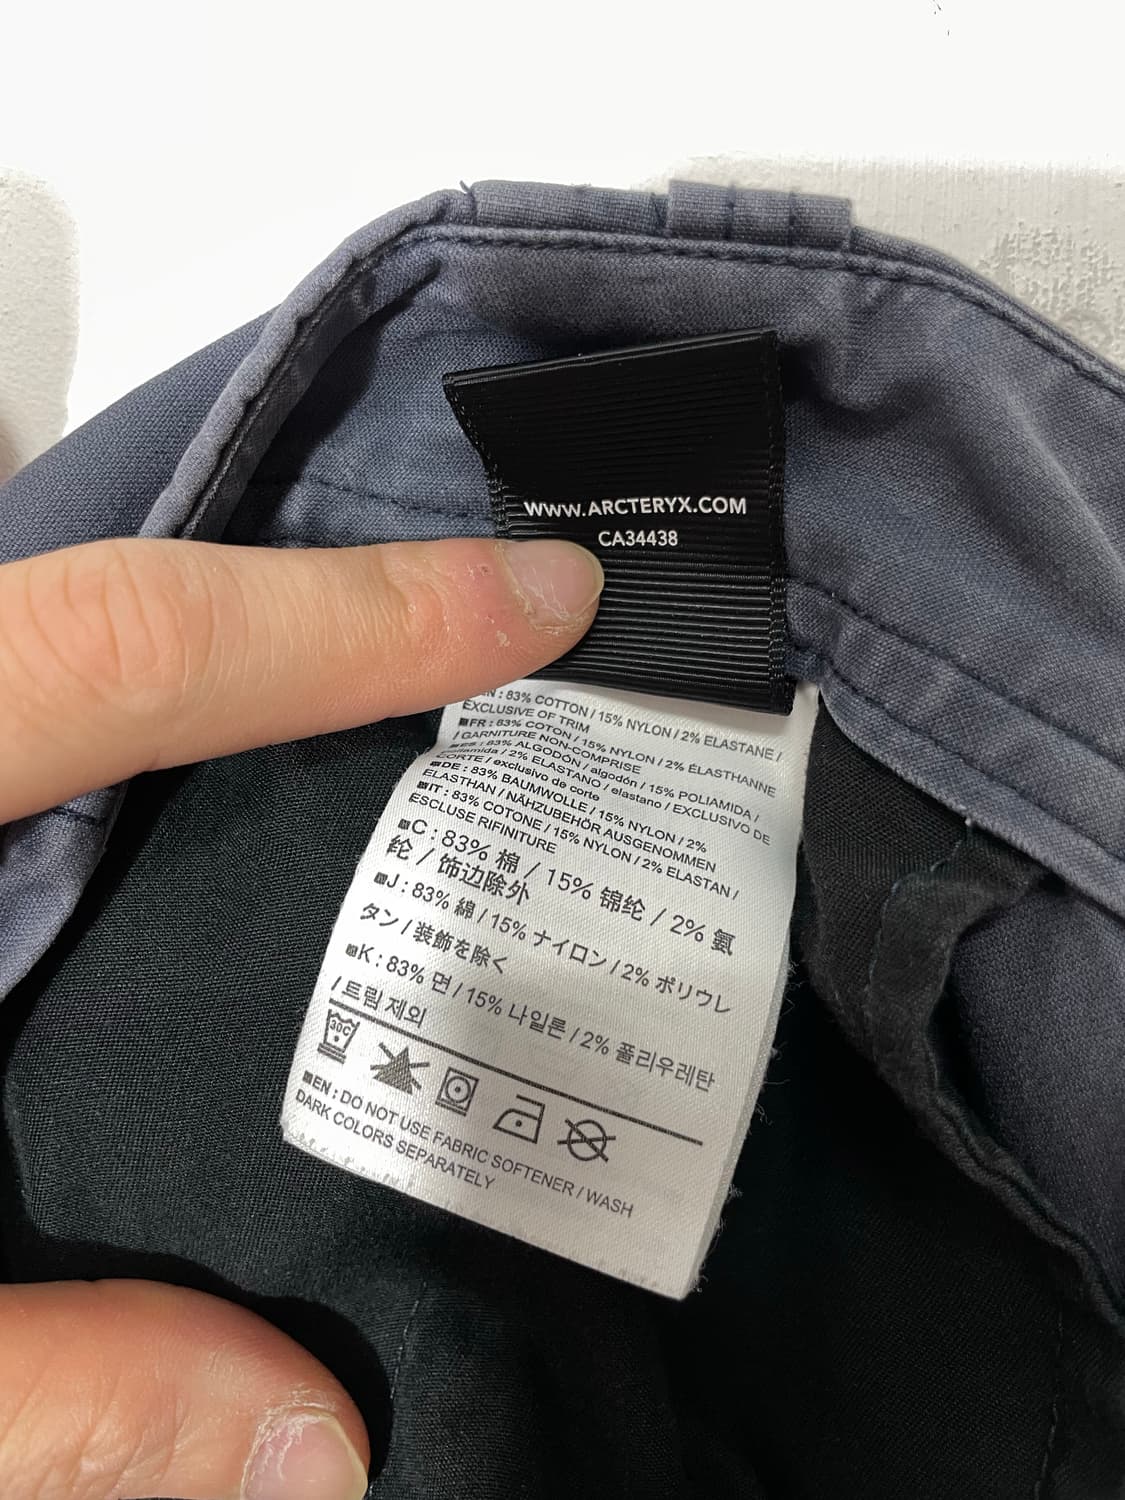 WWW.ARCTERYX.COM
CA34438
EN : 83% COTTON / 15% NYLON / 2% ELASTANE /
EXCLUSIVE OF TRIM
FR : 83% COTON / 15% NYLON / 2% ÉLASTHANNE
/ GARNITURE NON-COMPRISE
ES : 83% ALGODÓN / algodón / 15% POLIAMIDA /
poliamida / 2% ELASTANO / elastano / EXCLUSIVO DE
CORTE / exclusivo de corte
DE : 83% BAUMWOLLE / 15% NYLON / 2%
ELASTHAN / NÄHZUBEHÖR AUSGENOMMEN
IT : 83% COTONE / 15% NYLON / 2% ELASTAN /
ESCLUSE RIFINITURE
C : 83% 棉 / 15% 锦纶 / 2% 氨
纶 / 饰边除外
J : 83% 綿 / 15% ナイロン / 2% ポリウレ
タン / 装飾を除く
K : 83% 면 / 15% 나일론 / 2% 폴리우레탄
/ 트림 제외
30C
EN : DO NOT USE FABRIC SOFTENER / WASH
DARK COLORS SEPARATELY